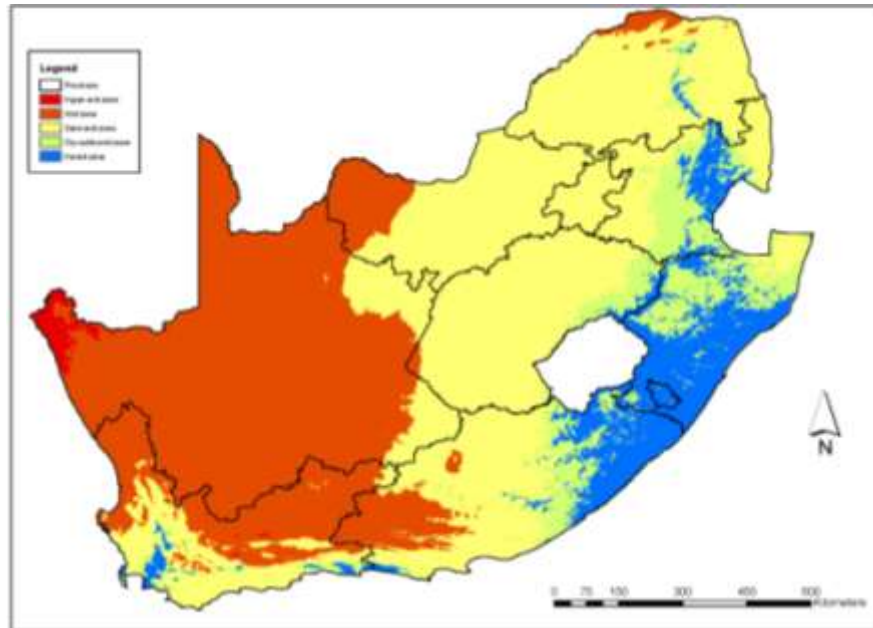 Legend
Provinces
Hyper-arid zone
Arid zone
Semi-arid zone
Dry sub-humid zone
Humid zone
N
0 75 150 300 450 600
Kilometers